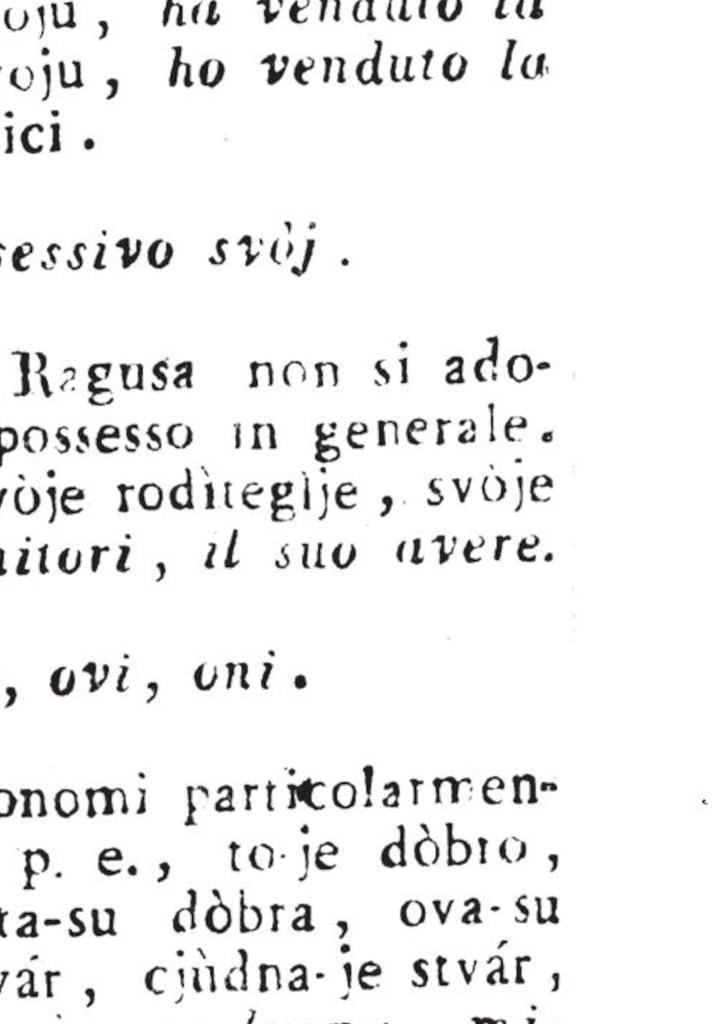 oju, ha venduto la
oju, ho venduto la
ici.
sessivo svòj.
Ragusa non si ado-
possesso in generale.
vòje rodìteglje, svòje
nitori, il suo avere.
, ovi, oni.
onomi particolarmen-
p. e., to-je dòbro,
ta-su dòbra, ova-su
vár, cjùdna-je stvár,